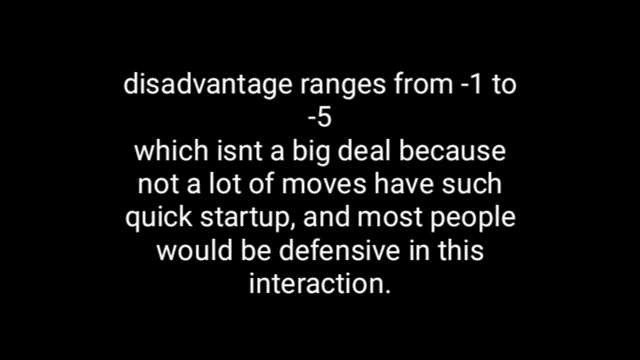 disadvantage ranges from -1 to
-5
which isnt a big deal because
not a lot of moves have such
quick startup, and most people
would be defensive in this
interaction.